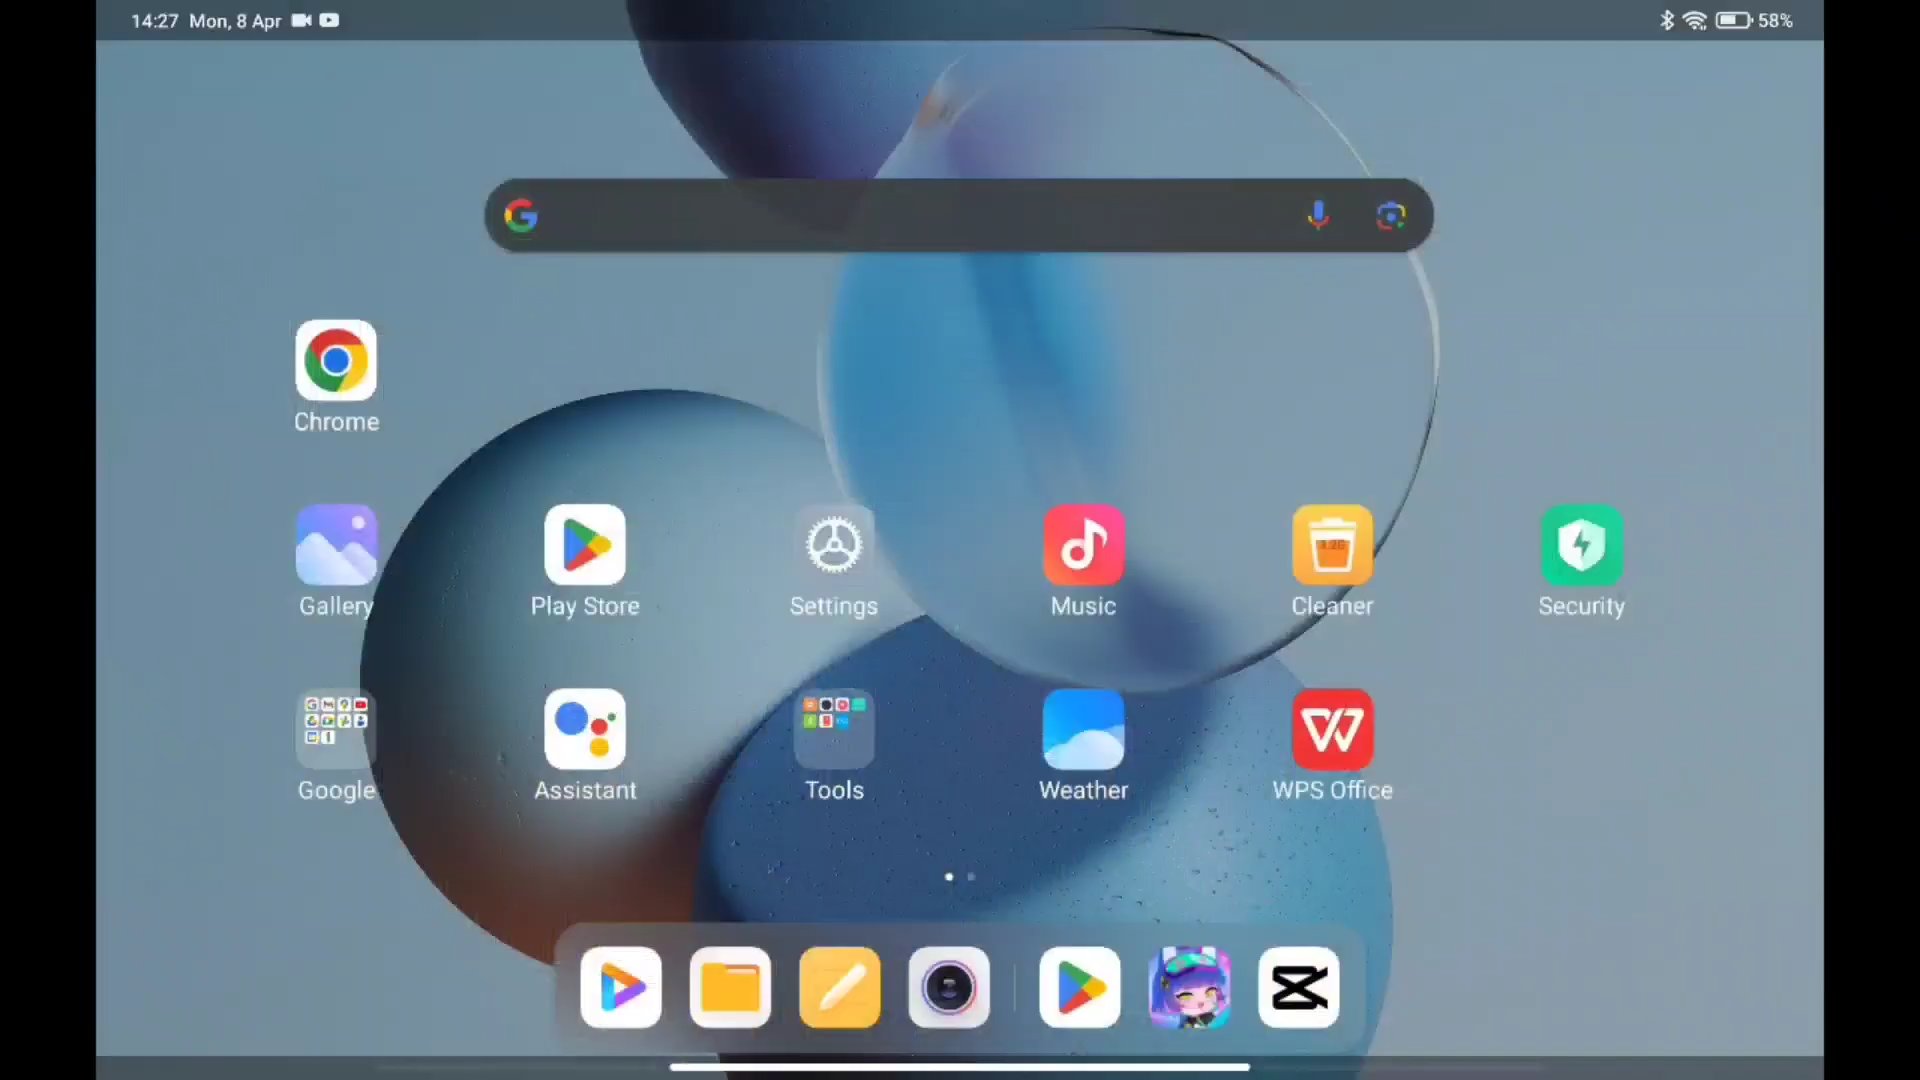 14:27 Mon, 8 Apr
58%
Chrome
Gallery
Play Store
Settings
Music
Cleaner
Security
Google
Assistant
Tools
Weather
WPS Office